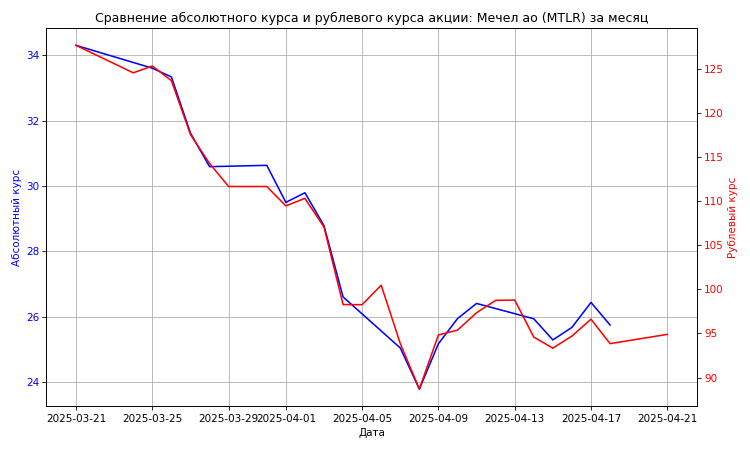 Сравнение абсолютного курса и рублевого курса акции: Мечел ао (MTLR) за месяц
Абсолютный курс
34
32
30
28
26
24
125
120
115
110
105
100
95
90
Рублевый курс
2025-03-21 2025-03-25 2025-03-29 2025-04-01 2025-04-05 2025-04-09 2025-04-13 2025-04-17 2025-04-21
Дата